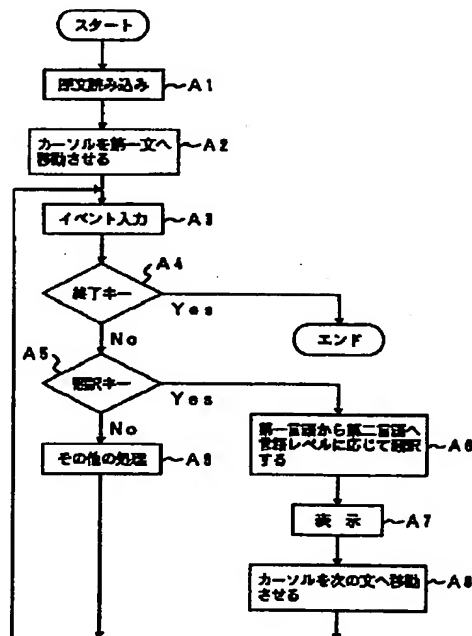 スタート
原文読み込み
A1
カーソルを第一文へ
移動させる
A2
イベント入力
A3
A4
終了キー
Yes
No
エンド
A5
翻訳キー
Yes
No
第一言語から第二言語へ
言語レベルに応じて翻訳
する
A6
その他の処理
A9
表 示
A7
カーソルを次の文へ移動
させる
A8